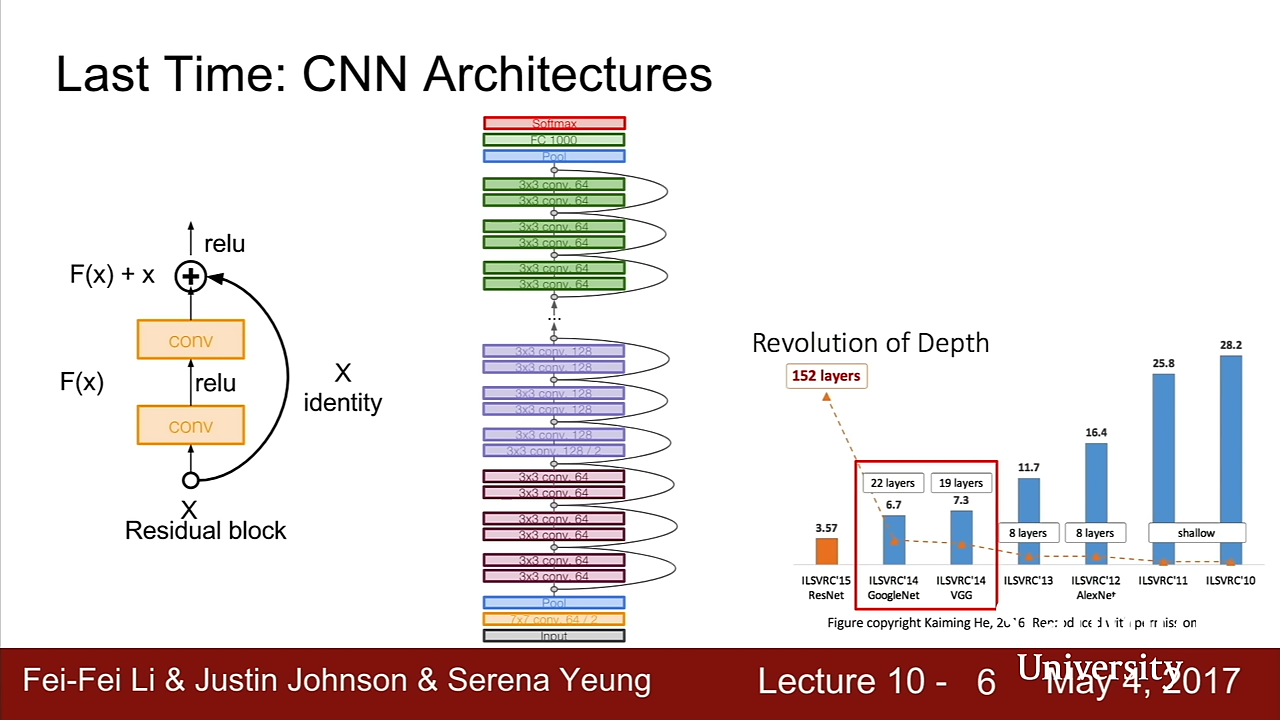 Last Time: CNN Architectures
relu
F(x) + x
conv
F(x)
relu
X
identity
conv
X
Residual block
Softmax
FC 1000
Pool
3x3 conv, 64
3x3 conv, 64
3x3 conv, 64
3x3 conv, 64
3x3 conv, 64
3x3 conv, 64
...
3x3 conv, 128
3x3 conv, 128
3x3 conv, 128
3x3 conv, 128
3x3 conv, 128
3x3 conv, 128 / 2
3x3 conv, 64
3x3 conv, 64
3x3 conv, 64
3x3 conv, 64
3x3 conv, 64
3x3 conv, 64
Pool
7x7 conv, 64 / 2
Input
Revolution of Depth
152 layers
28.2
25.8
16.4
11.7
22 layers
19 layers
6.7
7.3
3.57
8 layers
8 layers
shallow
ILSVRC'15
ResNet
ILSVRC'14
GoogleNet
ILSVRC'14
VGG
ILSVRC'13
ILSVRC'12
AlexNet
ILSVRC'11
ILSVRC'10
Figure copyright Kaiming He, 2016. Reproduced with permission
Fei-Fei Li & Justin Johnson & Serena Yeung
Lecture 10 - 6
University
May 4, 2017